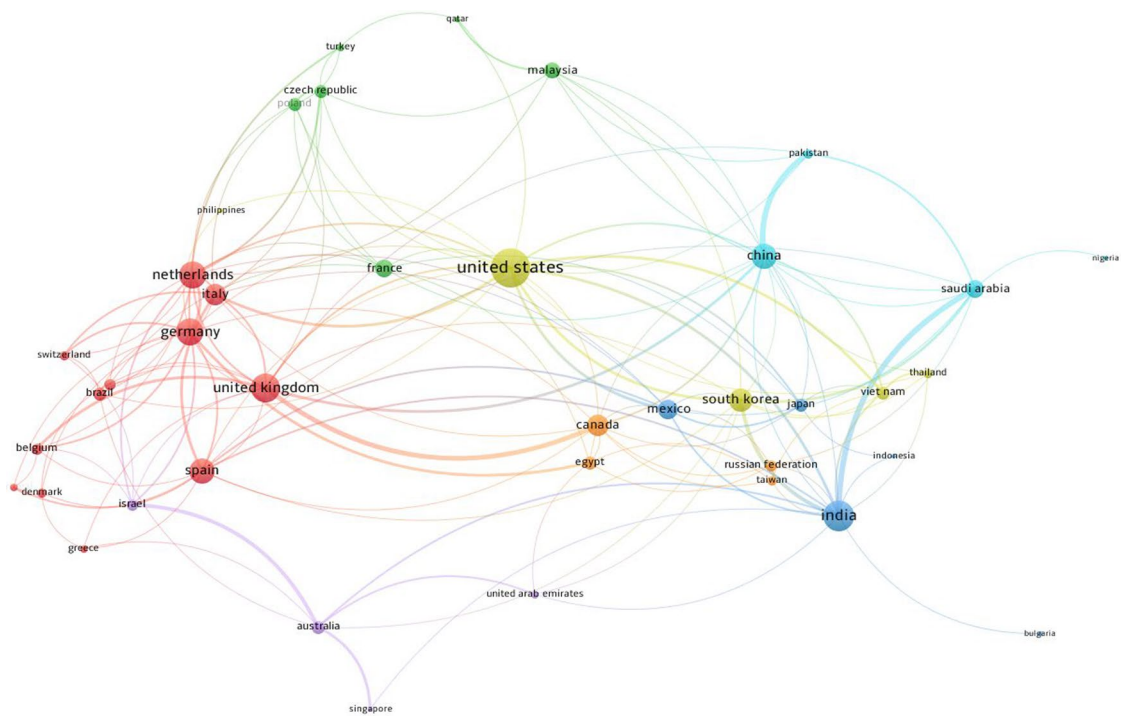 qatar
turkey
malaysia
czech republic
poland
pakistan
philippines
china
nigeria
united states
france
netherlands
saudi arabia
italy
germany
switzerland
thailand
united kingdom
brazil
viet nam
south korea
japan
mexico
canada
belgium
indonesia
egypt
russian federation
spain
taiwan
denmark
israel
india
greece
united arab emirates
australia
bulgaria
singapore